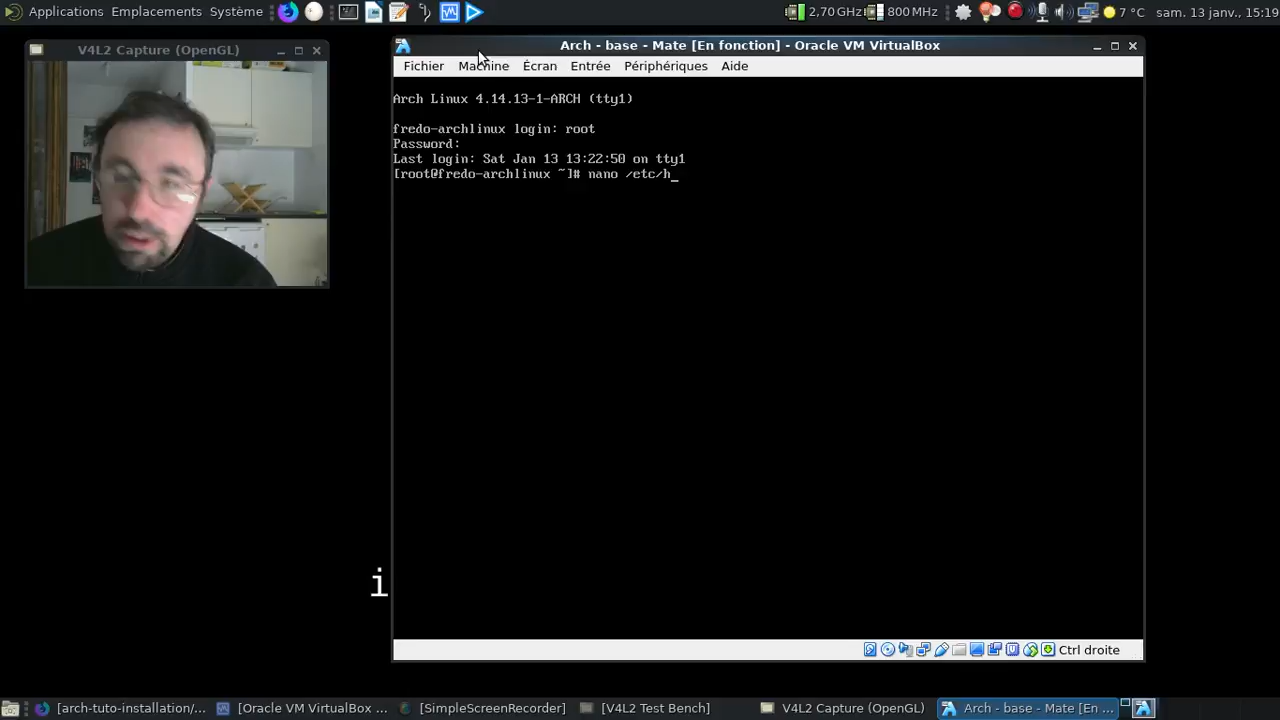 Applications Emplacements Système
2,70 GHz 800 MHz 7 °C sam. 13 janv., 15:19
V4L2 Capture (OpenGL)
Arch - base - Mate [En fonction] - Oracle VM VirtualBox
Fichier Machine Écran Entrée Périphériques Aide
Arch Linux 4.14.13-1-ARCH (tty1)
fredo-archlinux login: root
Password:
Last login: Sat Jan 13 13:22:50 on tty1
[root@fredo-archlinux ~]# nano /etc/h_
i
Ctrl droite
[arch-tuto-installation/... [Oracle VM VirtualBox ... [SimpleScreenRecorder] [V4L2 Test Bench] V4L2 Capture (OpenGL) Arch - base - Mate [En ...